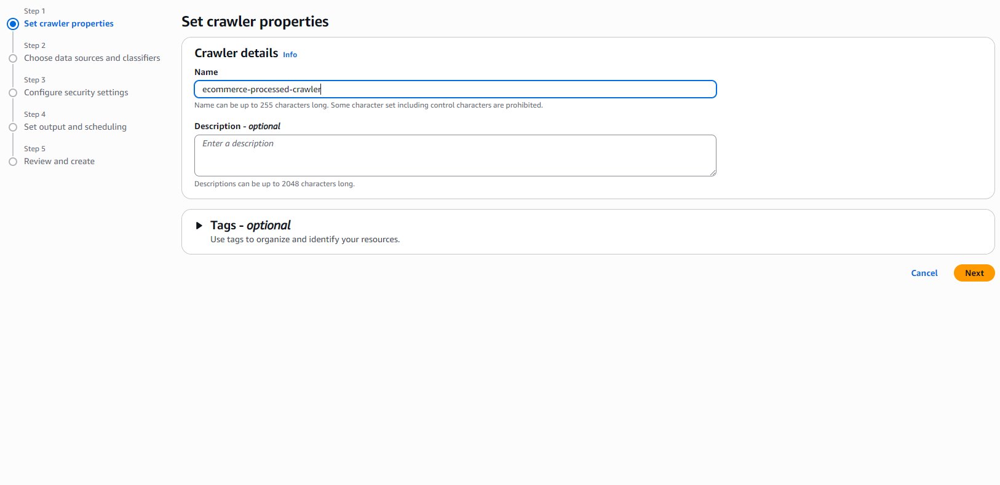 Step 1
Set crawler properties
Step 2
Choose data sources and classifiers
Step 3
Configure security settings
Step 4
Set output and scheduling
Step 5
Review and create
Set crawler properties
Crawler details Info
Name
ecommerce-processed-crawler
Name can be up to 255 characters long. Some character set including control characters are prohibited.
Description - optional
Enter a description
Descriptions can be up to 2048 characters long.
Tags - optional
Use tags to organize and identify your resources.
Cancel Next